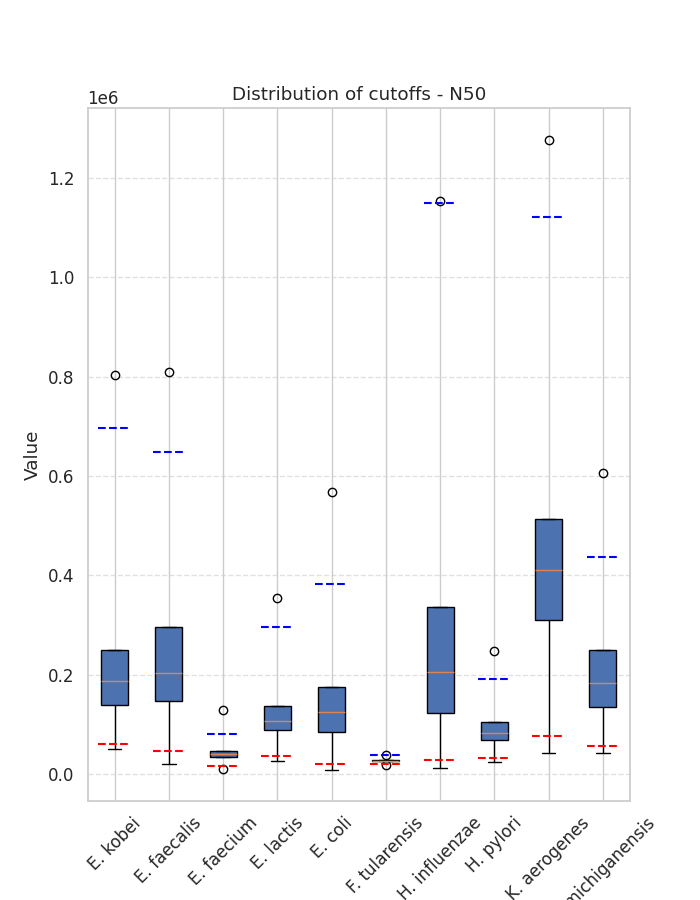 Distribution of cutoffs - N50
1e6
1.2
1.0
0.8
0.6
0.4
0.2
0.0
Value
E. kobei
E. faecalis
E. faecium
E. lactis
E. coli
F. tularensis
H. influenzae
H. pylori
K. aerogenes
michiganensis